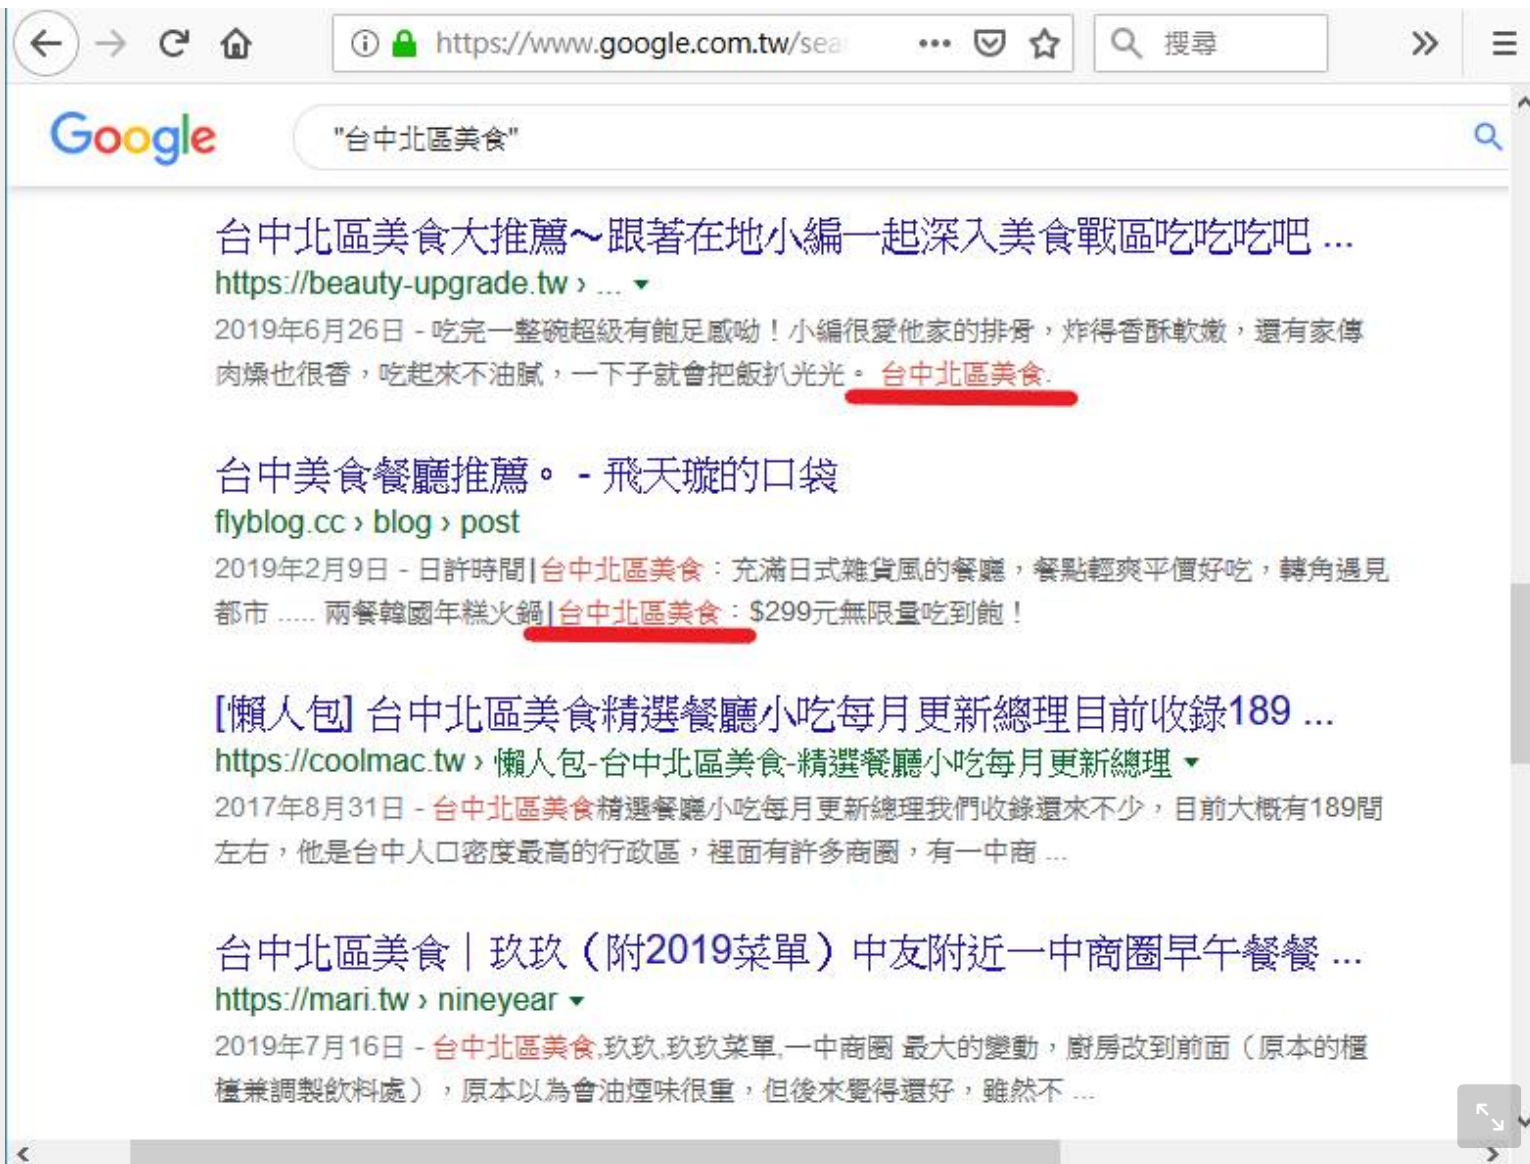 https://www.google.com.tw/sea
搜尋
Google
"台中北區美食"
台中北區美食大推薦～跟著在地小編一起深入美食戰區吃吃吃吧 ...
https://beauty-upgrade.tw › ...
2019年6月26日 - 吃完一整碗超級有飽足感呦！小編很愛他家的排骨，炸得香酥軟嫩，還有家傳
肉燥也很香，吃起來不油膩，一下子就會把飯扒光光。 台中北區美食.
台中美食餐廳推薦。 - 飛天璇的口袋
flyblog.cc › blog › post
2019年2月9日 - 日許時間|台中北區美食：充滿日式雜貨風的餐廳，餐點輕爽平價好吃，轉角遇見
都市 ..... 兩餐韓國年糕火鍋|台中北區美食：$299元無限量吃到飽！
[懶人包] 台中北區美食精選餐廳小吃每月更新總理目前收錄189 ...
https://coolmac.tw › 懶人包-台中北區美食-精選餐廳小吃每月更新總理
2017年8月31日 - 台中北區美食精選餐廳小吃每月更新總理我們收錄還來不少，目前大概有189間
左右，他是台中人口密度最高的行政區，裡面有許多商圈，有一中商 ...
台中北區美食｜玖玖（附2019菜單）中友附近一中商圈早午餐餐 ...
https://mari.tw › nineyear
2019年7月16日 - 台中北區美食,玖玖,玖玖菜單,一中商圈 最大的變動，廚房改到前面（原本的櫃
檯兼調製飲料處），原本以為會油煙味很重，但後來覺得還好，雖然不 ...